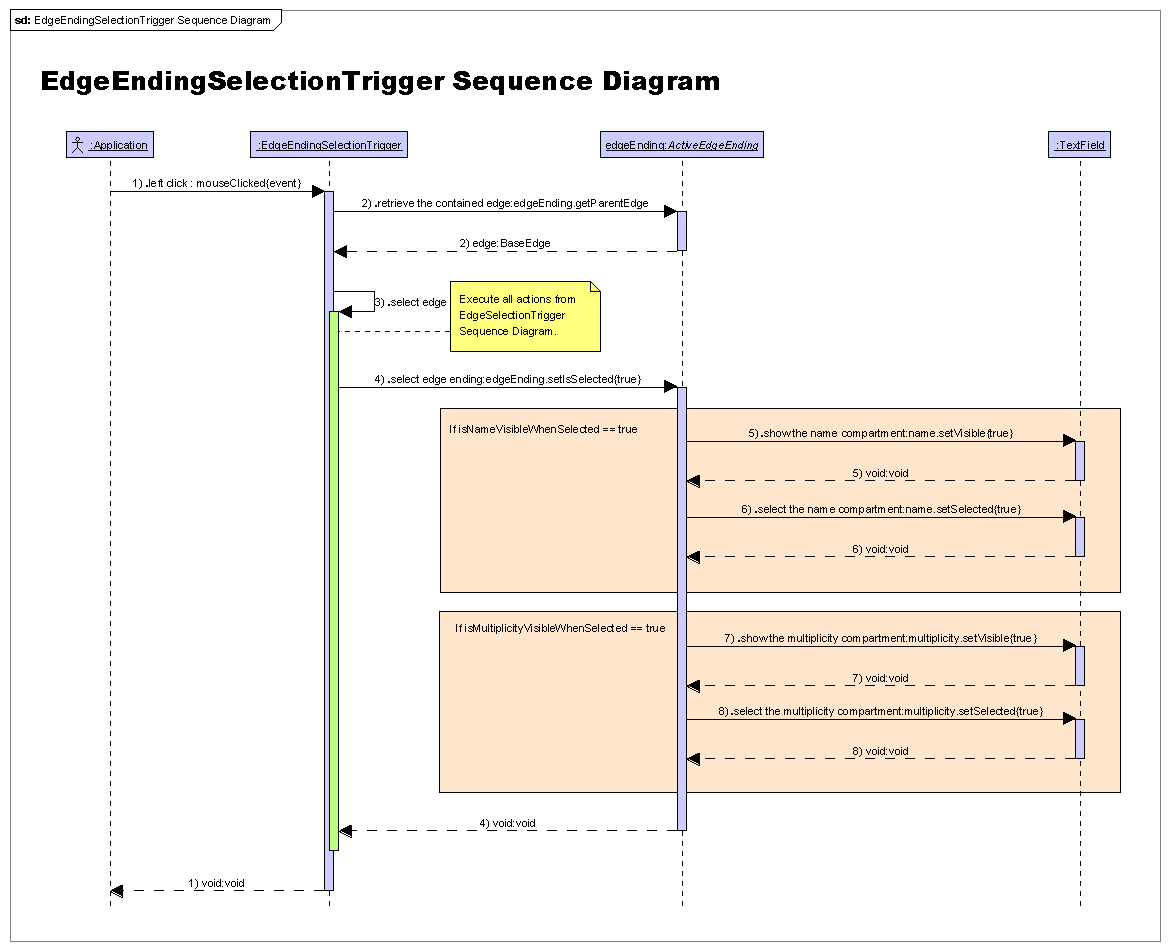 sd: EdgeEndingSelectionTrigger Sequence Diagram
EdgeEndingSelectionTrigger Sequence Diagram
:Application
:EdgeEndingSelectionTrigger
edgeEnding:ActiveEdgeEnding
:TextField
1) .left click : mouseClicked{event}
2) .retrieve the contained edge:edgeEnding.getParentEdge
2) edge:BaseEdge
3) .select edge
Execute all actions from
EdgeSelectionTrigger
Sequence Diagram.
4) .select edge ending:edgeEnding.setIsSelected{true}
If isNameVisibleWhenSelected == true
5) .show the name compartment:name.setVisible{true}
5) void:void
6) .select the name compartment:name.setSelected{true}
6) void:void
If isMultiplicityVisibleWhenSelected == true
7) .show the multiplicity compartment:multiplicity.setVisible{true}
7) void:void
8) .select the multiplicity compartment:multiplicity.setSelected{true}
8) void:void
4) void:void
1) void:void